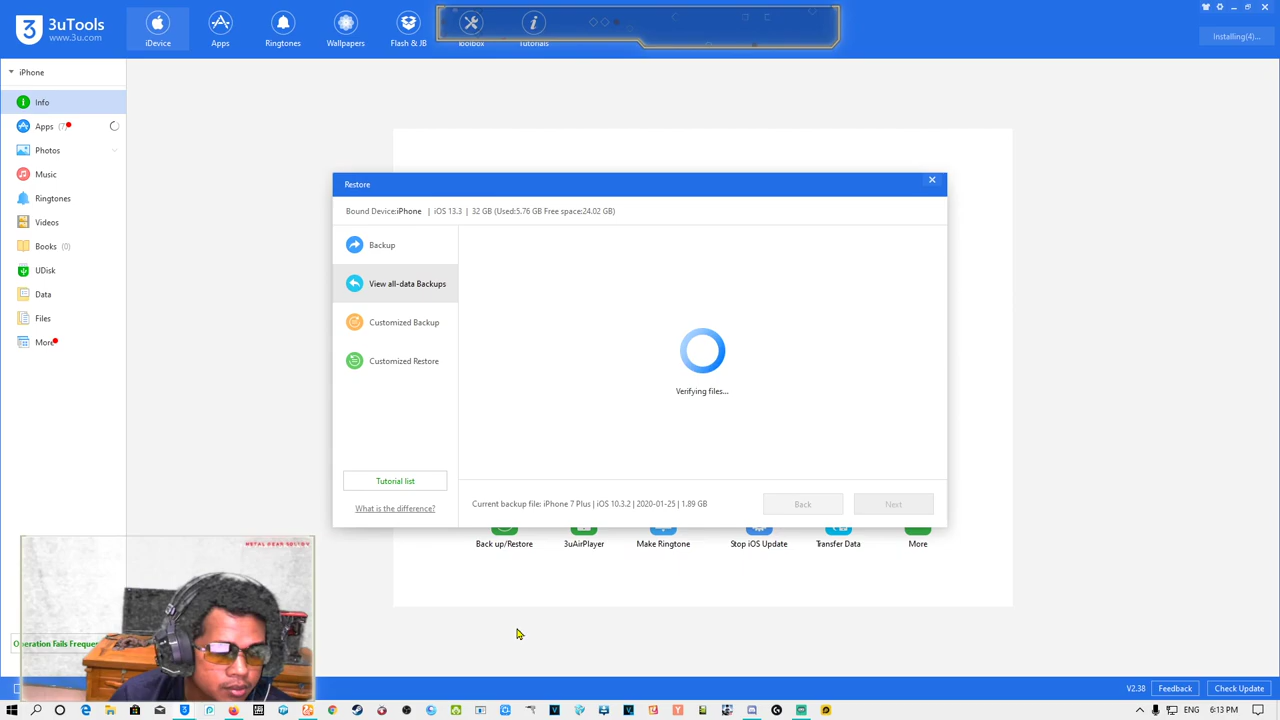 3uTools
www.3u.com
iDevice
Apps
Ringtones
Wallpapers
Flash & JB
Toolbox
Tutorials
Installing(4)...
iPhone
Info
Apps (7)
Photos
Music
Ringtones
Videos
Books (0)
UDisk
Data
Files
More
Restore
Bound Device:iPhone | iOS 13.3 | 32 GB (Used:5.76 GB Free space:24.02 GB)
Backup
View all-data Backups
Customized Backup
Customized Restore
Tutorial list
What is the difference?
Verifying files...
Current backup file: iPhone 7 Plus | iOS 10.3.2 | 2020-01-25 | 1.89 GB
Back
Next
Back up/Restore
3uAirPlayer
Make Ringtone
Stop iOS Update
Transfer Data
More
METAL GEAR SOLID V
Operation Fails Freque
V2.38
Feedback
Check Update
ENG
6:13 PM